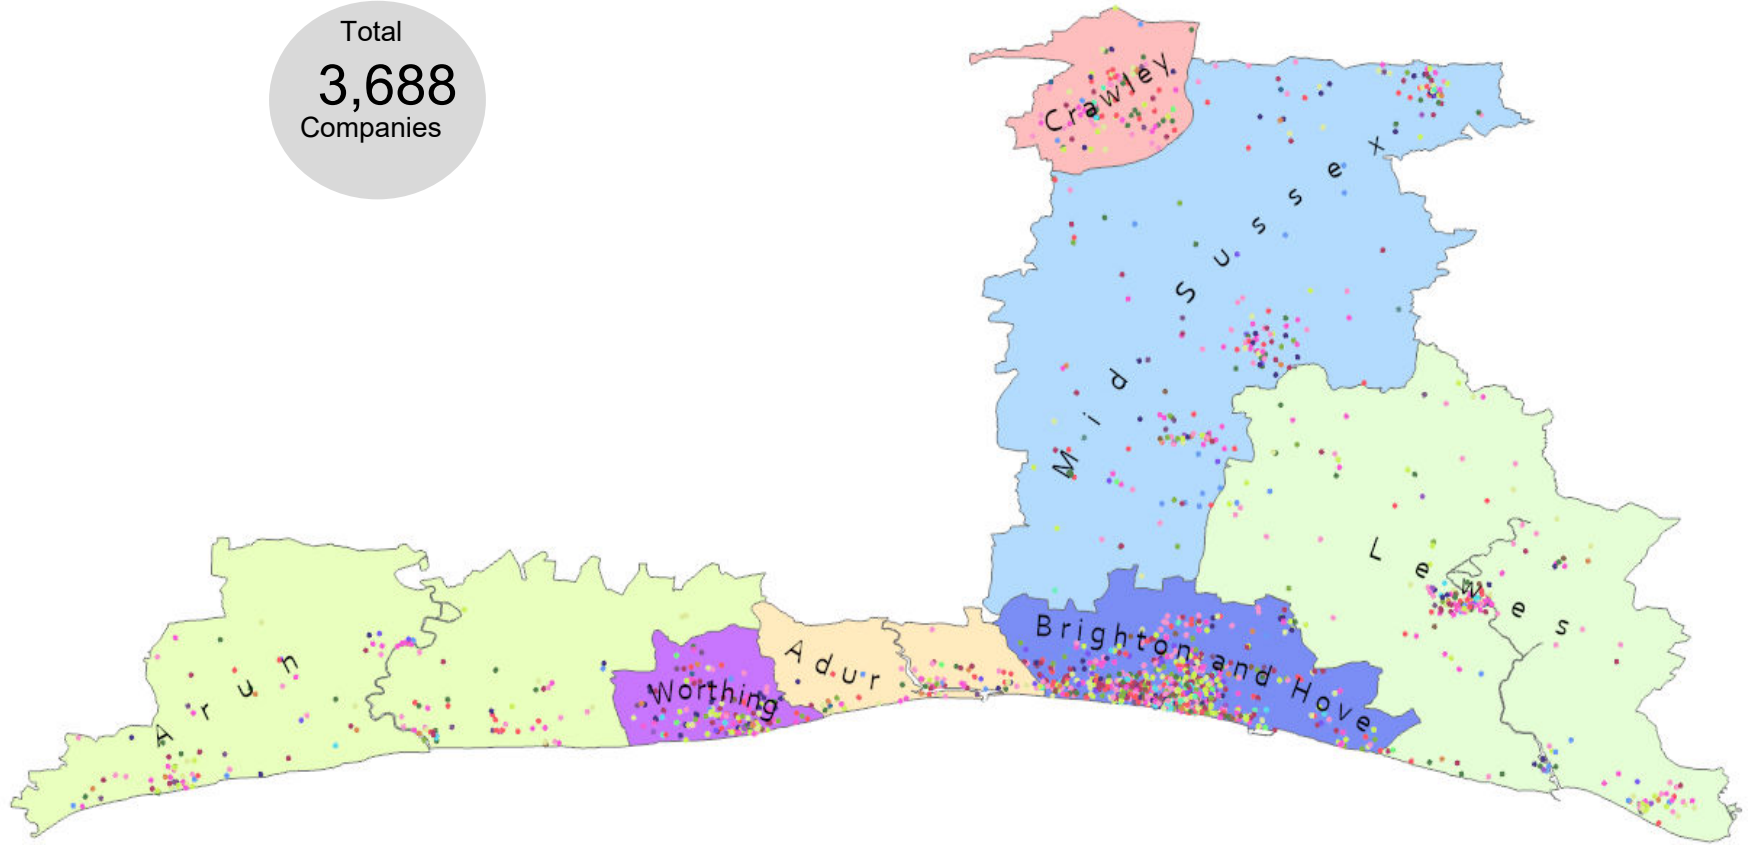 Total
3,688
Companies
Crawley
Mid Sussex
Lewes
Brighton and Hove
Adur
Worthing
Arun